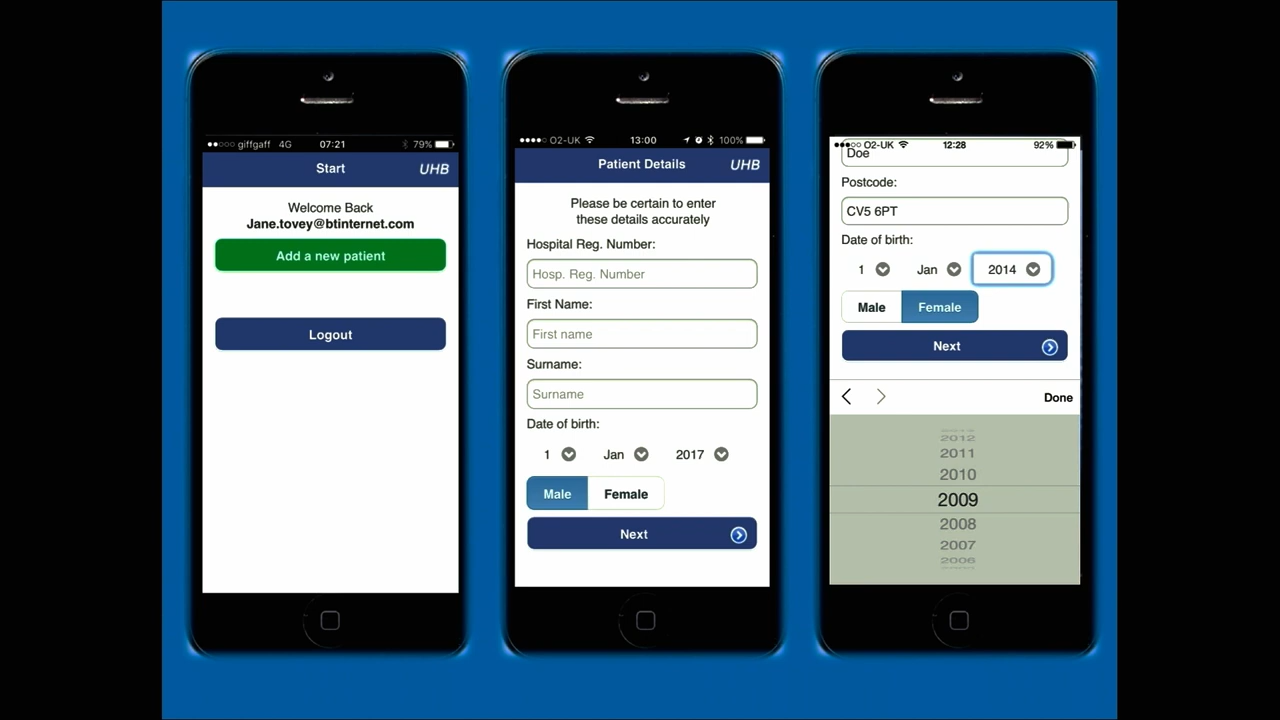 giffgaff 4G 07:21 79%
Start UHB
Welcome Back
Jane.tovey@btinternet.com
Add a new patient
Logout
O2-UK 13:00 100%
Patient Details UHB
Please be certain to enter
these details accurately
Hospital Reg. Number:
Hosp. Reg. Number
First Name:
First name
Surname:
Surname
Date of birth:
1 Jan 2017
Male Female
Next
O2-UK 12:28 92%
Doe
Postcode:
CV5 6PT
Date of birth:
1 Jan 2014
Male Female
Next
Done
2012
2011
2010
2009
2008
2007
2006